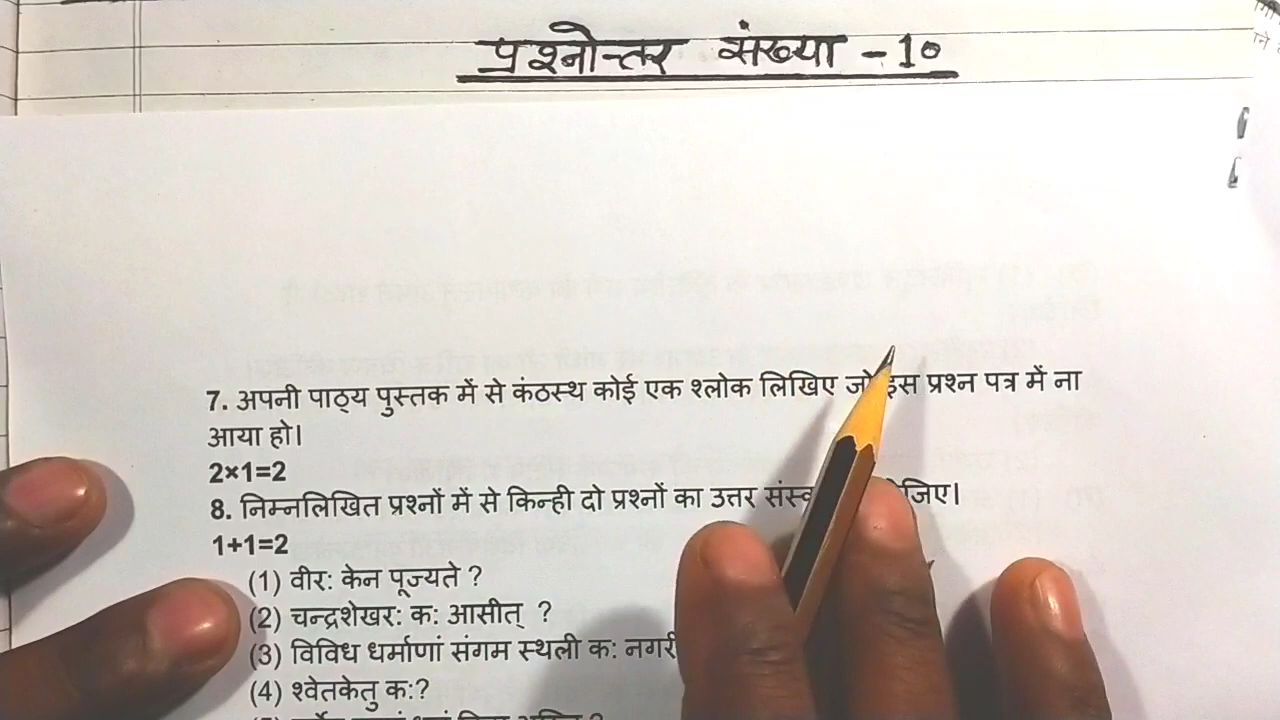 प्रश्नोत्तर संख्या - 10
7. अपनी पाठ्य पुस्तक में से कंठस्थ कोई एक श्लोक लिखिए जो इस प्रश्न पत्र में ना
आया हो।
2×1=2
8. निम्नलिखित प्रश्नों में से किन्ही दो प्रश्नों का उत्तर
1+1=2
(1) वीर: केन पूज्यते ?
(2) चन्द्रशेखर: क: आसीत् ?
(3) विविध धर्माणां संगम स्थली क: नगरी
(4) श्वेतकेतु क:?